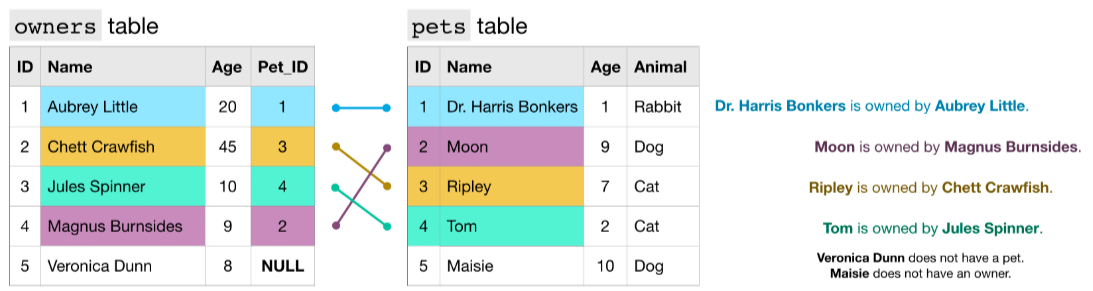 owners table
ID Name Age Pet_ID
1 Aubrey Little 20 1
2 Chett Crawfish 45 3
3 Jules Spinner 10 4
4 Magnus Burnsides 9 2
5 Veronica Dunn 8 NULL
pets table
ID Name Age Animal
1 Dr. Harris Bonkers 1 Rabbit
2 Moon 9 Dog
3 Ripley 7 Cat
4 Tom 2 Cat
5 Maisie 10 Dog
Dr. Harris Bonkers is owned by Aubrey Little.
Moon is owned by Magnus Burnsides.
Ripley is owned by Chett Crawfish.
Tom is owned by Jules Spinner.
Veronica Dunn does not have a pet.
Maisie does not have an owner.